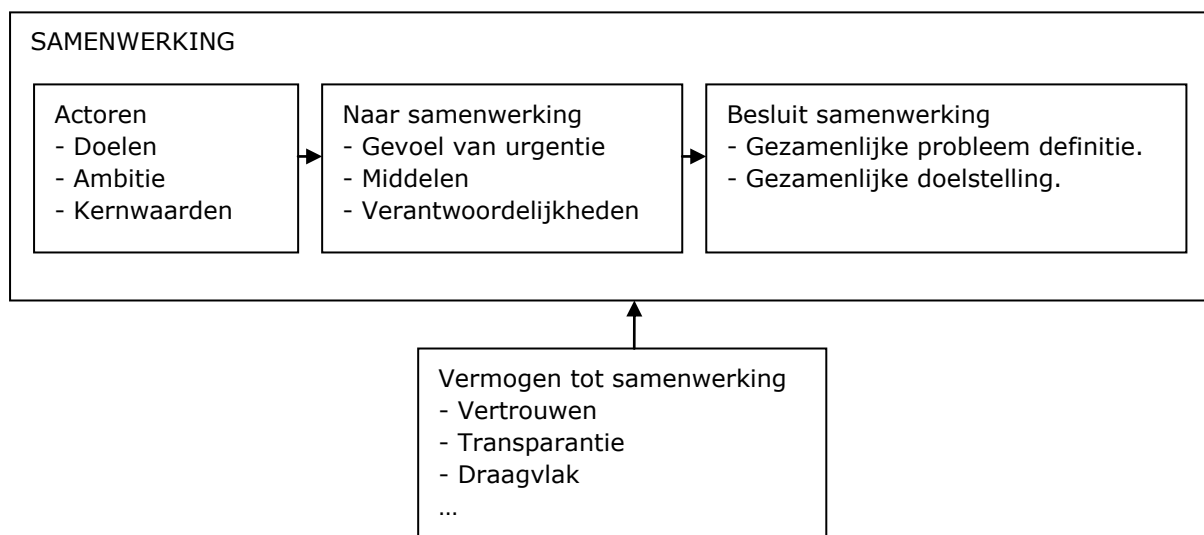 SAMENWERKING
Actoren
- Doelen
- Ambitie
- Kernwaarden
Naar samenwerking
- Gevoel van urgentie
- Middelen
- Verantwoordelijkheden
Besluit samenwerking
- Gezamenlijke probleem definitie.
- Gezamenlijke doelstelling.
Vermogen tot samenwerking
- Vertrouwen
- Transparantie
- Draagvlak
…